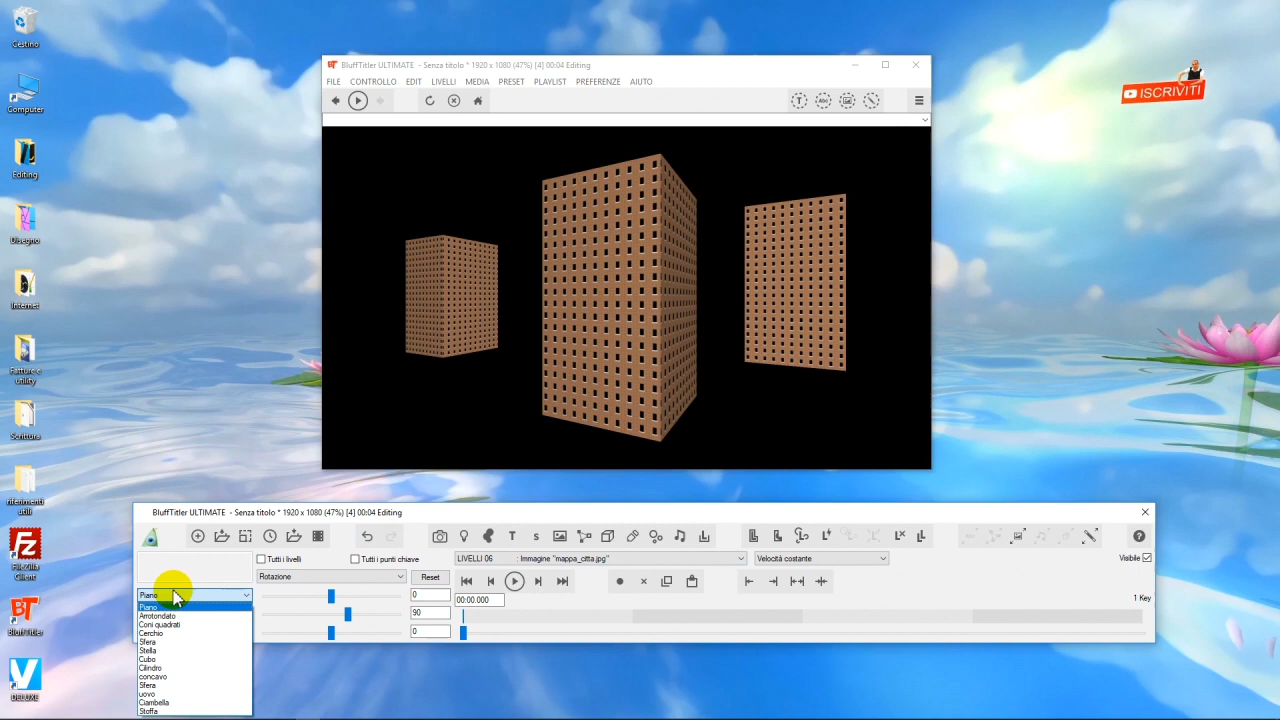 Cestino
Computer
Editing
Disegno
Internet
Fatture e
utility
Scrittura
riferimenti
utili
FileZilla
Client
BluffTitler
DELUXE
ISCRIVITI
BluffTitler ULTIMATE - Senza titolo * 1920 x 1080 (47%) [4] 00:04 Editing
FILE CONTROLLO EDIT LIVELLI MEDIA PRESET PLAYLIST PREFERENZE AIUTO
BluffTitler ULTIMATE - Senza titolo * 1920 x 1080 (47%) [4] 00:04 Editing
Tutti i livelli
Tutti i punti chiave
LIVELLI 06 : Immagine "mappa_citta.jpg"
Velocità costante
Visibile
Rotazione
Reset
Piano
0
00:00.000
1 Key
90
0
Piano
Arrotondato
Coni quadrati
Cerchio
Sfera
Stella
Cubo
Cilindro
concavo
Sfera
uovo
Ciambella
Stoffa